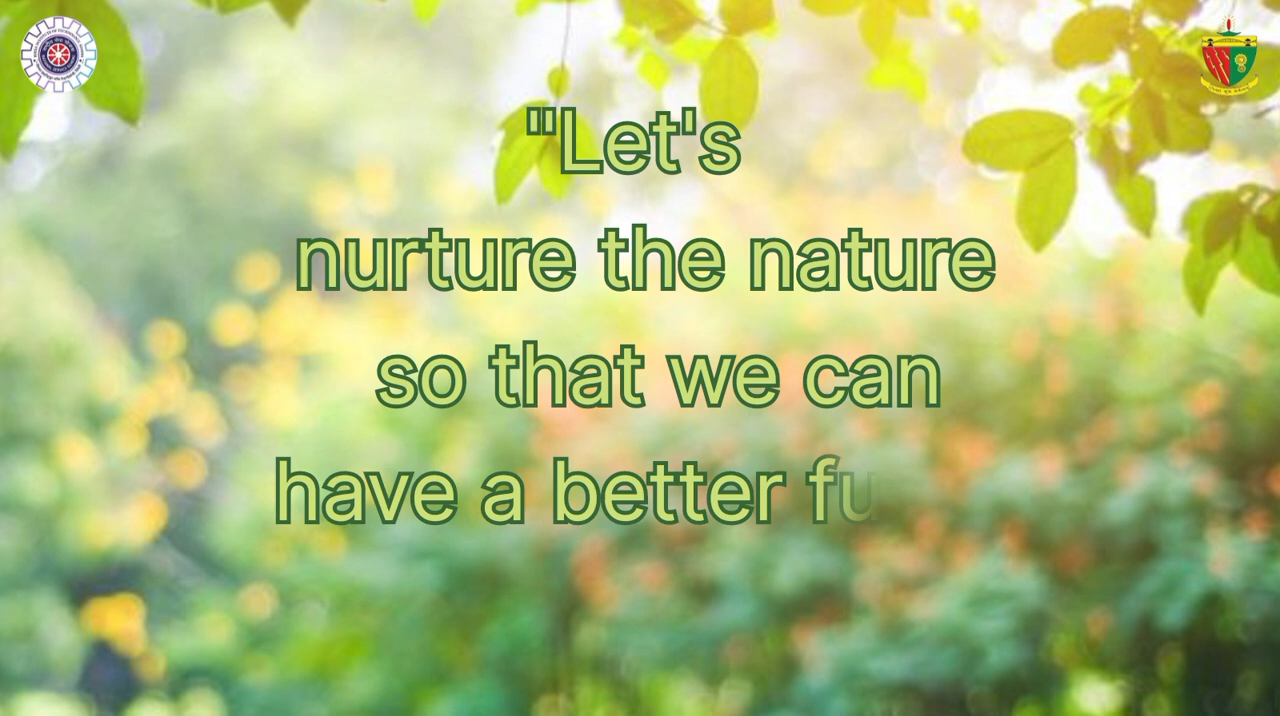 "Let's
nurture the nature
so that we can
have a better fu